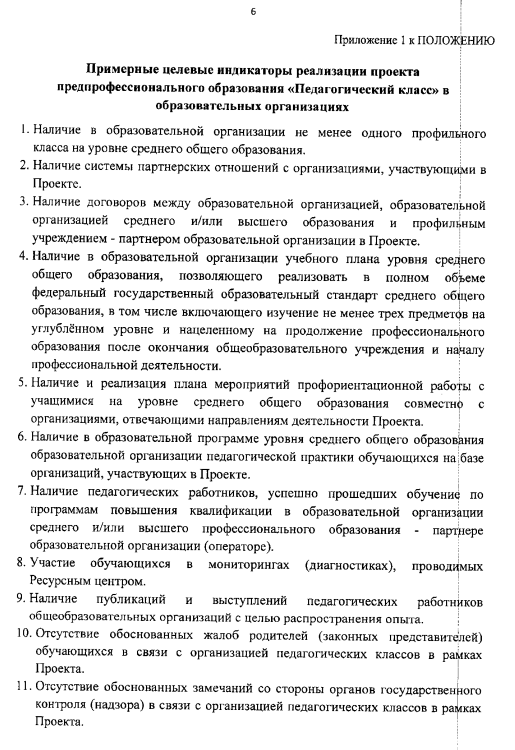 6
Приложение 1 к ПОЛОЖЕНИЮ
Примерные целевые индикаторы реализации проекта
предпрофессионального образования «Педагогический класс» в
образовательных организациях
1. Наличие в образовательной организации не менее одного профильного
класса на уровне среднего общего образования.
2. Наличие системы партнерских отношений с организациями, участвующими в
Проекте.
3. Наличие договоров между образовательной организацией, образовательной
организацией среднего и/или высшего образования и профильным
учреждением - партнером образовательной организации в Проекте.
4. Наличие в образовательной организации учебного плана уровня среднего
общего образования, позволяющего реализовать в полном объеме
федеральный государственный образовательный стандарт среднего общего
образования, в том числе включающего изучение не менее трех предметов на
углублённом уровне и нацеленному на продолжение профессионального
образования после окончания общеобразовательного учреждения и началу
профессиональной деятельности.
5. Наличие и реализация плана мероприятий профориентационной работы с
учащимися на уровне среднего общего образования совместно с
организациями, отвечающими направлениям деятельности Проекта.
6. Наличие в образовательной программе уровня среднего общего образования
образовательной организации педагогической практики обучающихся на базе
организаций, участвующих в Проекте.
7. Наличие педагогических работников, успешно прошедших обучение по
программам повышения квалификации в образовательной организации
среднего и/или высшего профессионального образования - партнере
образовательной организации (операторе).
8. Участие обучающихся в мониторингах (диагностиках), проводимых
Ресурсным центром.
9. Наличие публикаций и выступлений педагогических работников
общеобразовательных организаций с целью распространения опыта.
10. Отсутствие обоснованных жалоб родителей (законных представителей)
обучающихся в связи с организацией педагогических классов в рамках
Проекта.
11. Отсутствие обоснованных замечаний со стороны органов государственного
контроля (надзора) в связи с организацией педагогических классов в рамках
Проекта.